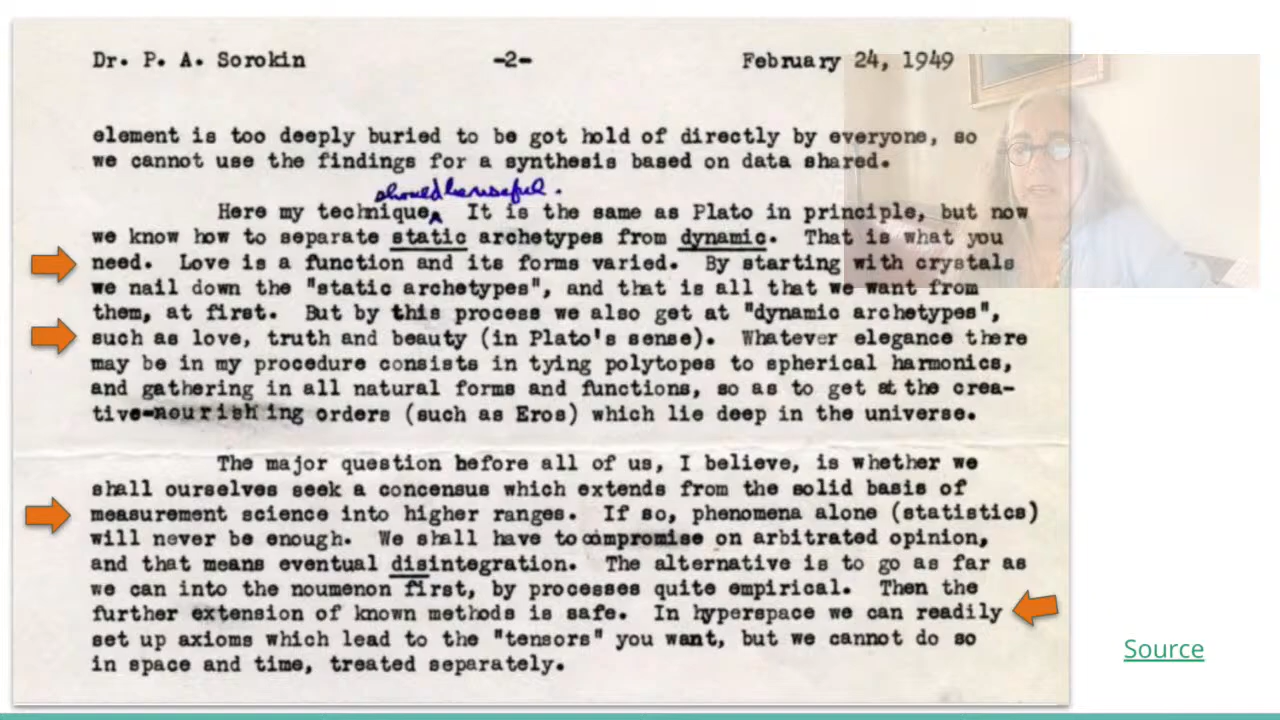 Dr. P. A. Sorokin -2- February 24, 1949
element is too deeply buried to be got hold of directly by everyone, so
we cannot use the findings for a synthesis based on data shared.
should be useful.
Here my technique^ It is the same as Plato in principle, but now
we know how to separate static archetypes from dynamic. That is what you
need. Love is a function and its forms varied. By starting with crystals
we nail down the "static archetypes", and that is all that we want from
them, at first. But by this process we also get at "dynamic archetypes",
such as love, truth and beauty (in Plato's sense). Whatever elegance there
may be in my procedure consists in tying polytopes to spherical harmonics,
and gathering in all natural forms and functions, so as to get at the crea-
tive-nourishing orders (such as Eros) which lie deep in the universe.
The major question before all of us, I believe, is whether we
shall ourselves seek a concensus which extends from the solid basis of
measurement science into higher ranges. If so, phenomena alone (statistics)
will never be enough. We shall have to compromise on arbitrated opinion,
and that means eventual disintegration. The alternative is to go as far as
we can into the noumenon first, by processes quite empirical. Then the
further extension of known methods is safe. In hyperspace we can readily
set up axioms which lead to the "tensors" you want, but we cannot do so
in space and time, treated separately.
Source